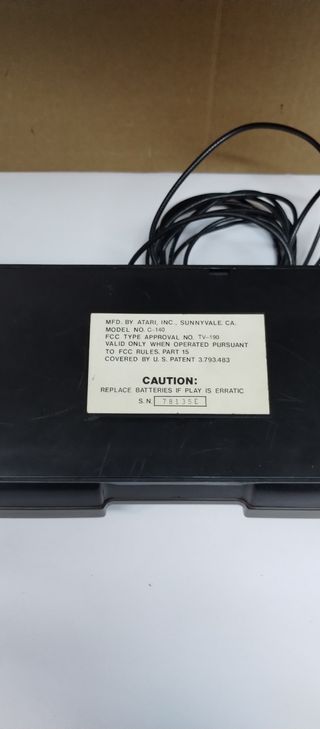 MFD. BY ATARI, INC., SUNNYVALE. CA.
MODEL NO. C-140
FCC TYPE APPROVAL NO. TV-190
VALID ONLY WHEN OPERATED PURSUANT
TO FCC RULES. PART 15
COVERED BY U.S. PATENT 3.793.483
CAUTION:
REPLACE BATTERIES IF PLAY IS ERRATIC
S.N. 78135E